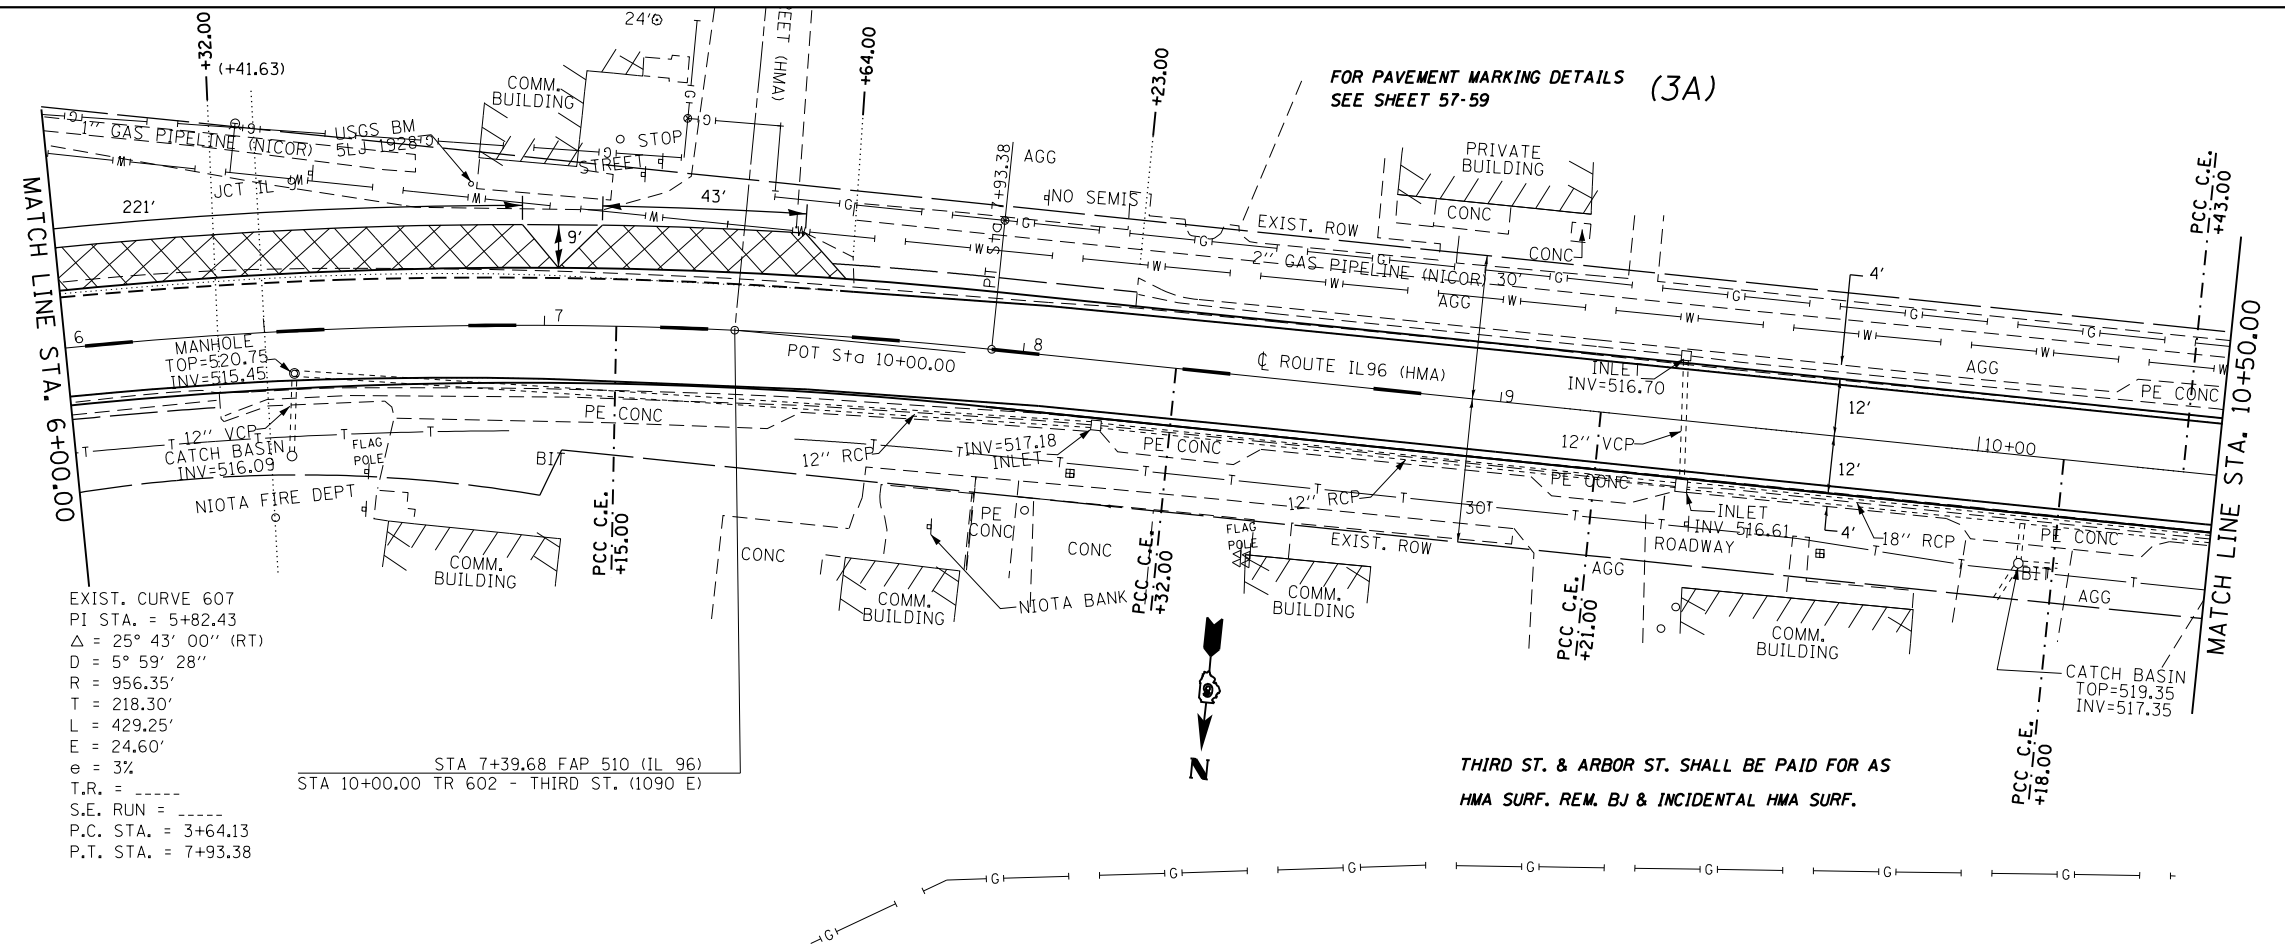 24'
+32.00
(+41.63)
REET (HMA)
+64.00
+23.00
FOR PAVEMENT MARKING DETAILS
SEE SHEET 57-59
(3A)
COMM.
BUILDING
USGS BM
5LJ 1928
1" GAS PIPELINE (NICOR)
JCT IL
STOP
STREET
221'
43'
9'
AGG
PI Sta 7+93.38
NO SEMIS
EXIST. ROW
PRIVATE
BUILDING
CONC
CONC
2" GAS PIPELINE (NICOR)
30'
AGG
4'
PCC C.E.
+43.00
MATCH LINE STA. 6+00.00
MATCH LINE STA. 10+50.00
6
7
8
9
10+00
MANHOLE
TOP=520.75
INV=515.45
POT Sta 10+00.00
℄ ROUTE IL96 (HMA)
INLET
INV=516.70
AGG
PE CONC
12'
12'
12" VCP
CATCH BASIN
INV=516.09
FLAG
POLE
PE CONC
BIT
12" RCP
INV=517.18
INLET
PE CONC
12" VCP
PE CONC
12" RCP
INLET
INV 516.61
4'
18" RCP
PE CONC
NIOTA FIRE DEPT
COMM.
BUILDING
PCC C.E.
+15.00
CONC
COMM.
BUILDING
PE
CONC
CONC
NIOTA BANK
PCC C.E.
+32.00
FLAG
POLE
30'
EXIST. ROW
COMM.
BUILDING
AGG
ROADWAY
PCC C.E.
+21.00
COMM.
BUILDING
BIT
AGG
CATCH BASIN
TOP=519.35
INV=517.35
PCC C.E.
+18.00
EXIST. CURVE 607
PI STA. = 5+82.43
Δ = 25° 43' 00" (RT)
D = 5° 59' 28"
R = 956.35'
T = 218.30'
L = 429.25'
E = 24.60'
e = 3%
T.R. = _____
S.E. RUN = _____
P.C. STA. = 3+64.13
P.T. STA. = 7+93.38
STA 7+39.68 FAP 510 (IL 96)
STA 10+00.00 TR 602 - THIRD ST. (1090 E)
N
THIRD ST. & ARBOR ST. SHALL BE PAID FOR AS
HMA SURF. REM. BJ & INCIDENTAL HMA SURF.